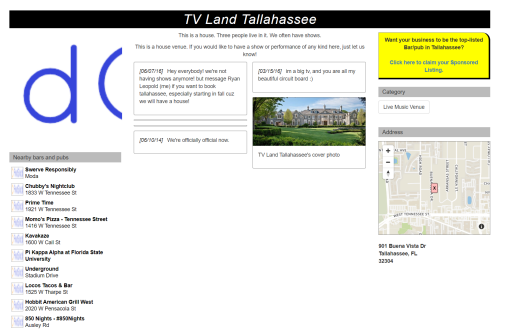 TV Land Tallahassee
This is a house. Three people live in it. We often have shows.
This is a house venue. If you would like to have a show or performance of any kind here, just let us
know!
[06/07/16] Hey everybody! we're not
having shows anymore! but message Ryan
Leopold (me) if you want to book
tallahassee, especially starting in fall cuz
we will have a house!
[06/10/14] We're officially official now.
[03/15/16] Im a big tv, and you are all my
beautiful circuit board ;)
TV Land Tallahassee's cover photo
Want your business to be the top-listed
Bar/pub in Tallahassee?
Click here to claim your Sponsored
Listing.
Category
Live Music Venue
Address
WEST TENNESSEE ST
901 Buena Vista Dr
Tallahassee, FL
32304
Nearby bars and pubs
Swerve Responsibly
Moda
Chubby's Nightclub
1833 W Tennessee St
Prime Time
1921 W Tennessee St
Momo's Pizza - Tennessee Street
1416 W Tennessee St
Kavakaze
1600 W Call St
Pi Kappa Alpha at Florida State
University
Underground
Stadium Drive
Locos Tacos & Bar
1525 W Tharpe St
Hobbit American Grill West
2020 W Pensacola St
850 Nights - #850Nights
Ausley Rd